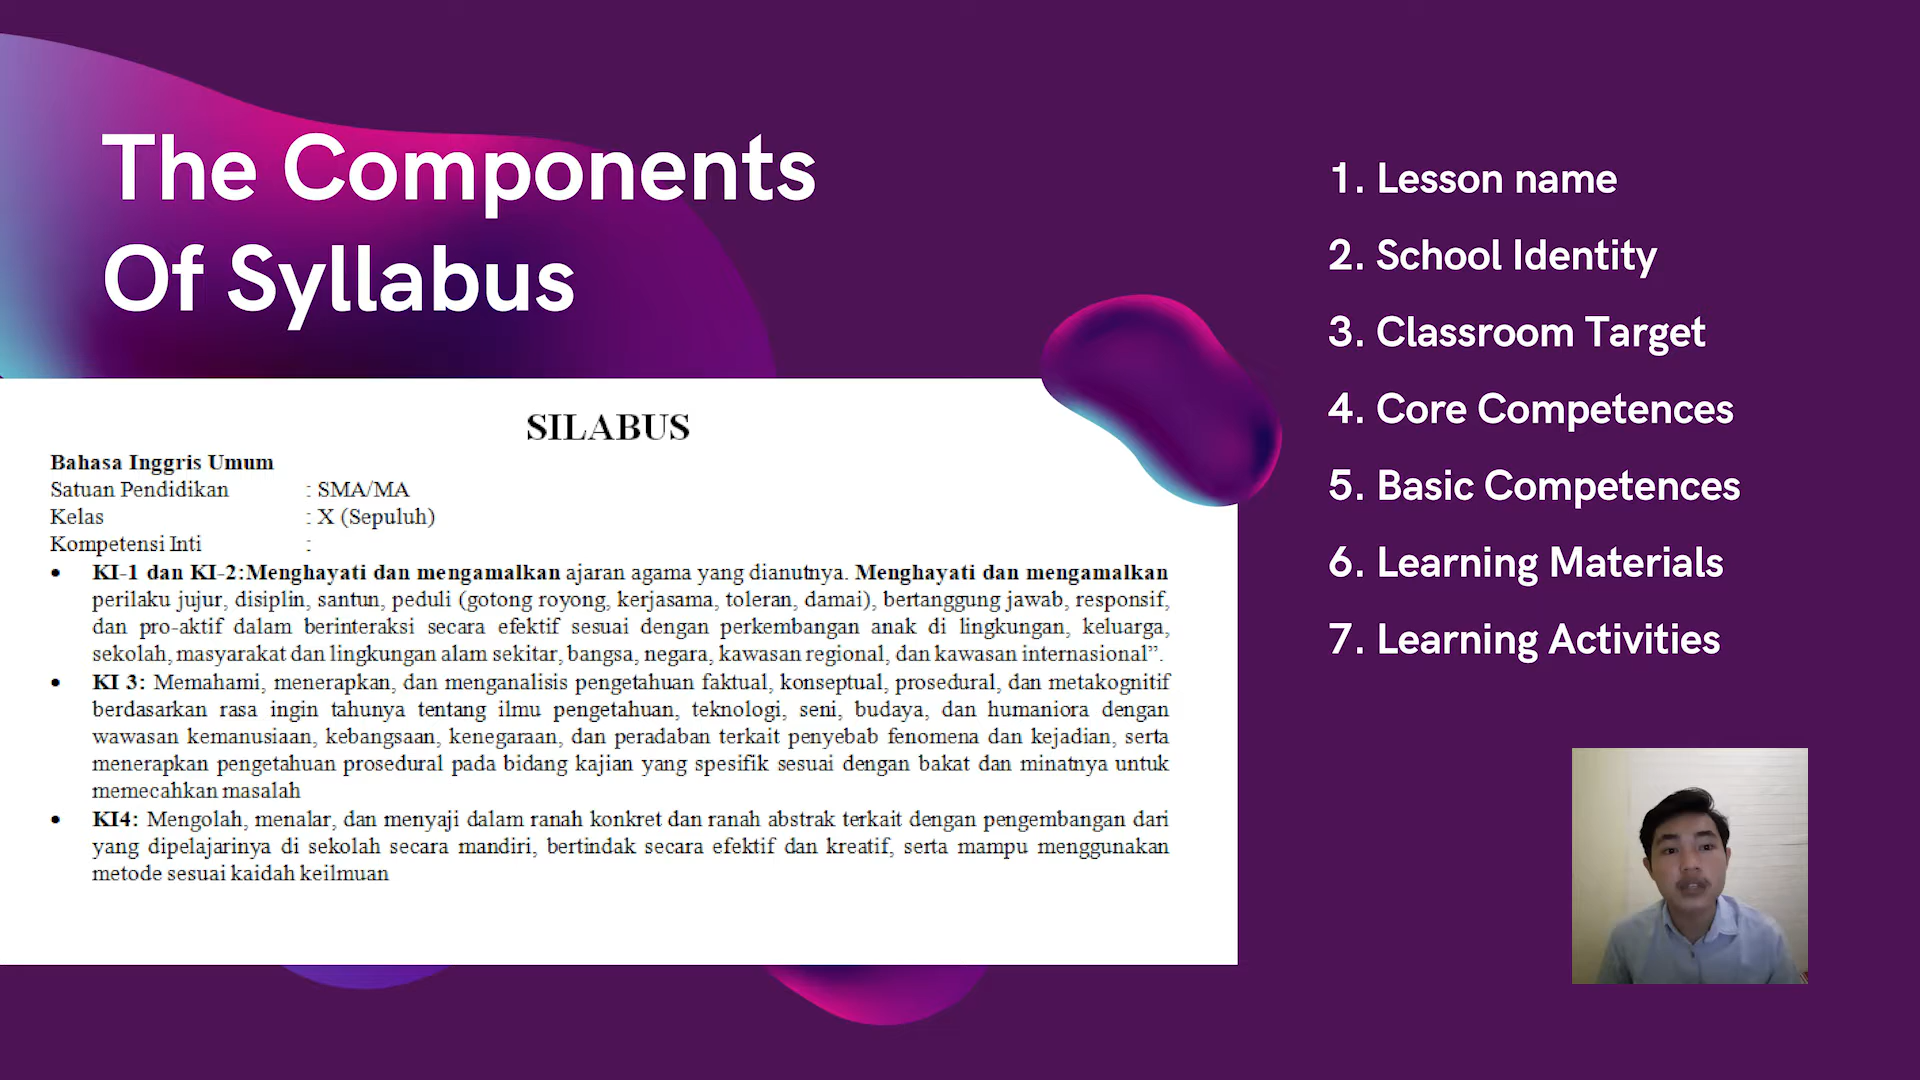 The Components
Of Syllabus
SILABUS
Bahasa Inggris Umum
Satuan Pendidikan : SMA/MA
Kelas : X (Sepuluh)
Kompetensi Inti :
• KI-1 dan KI-2:Menghayati dan mengamalkan ajaran agama yang dianutnya. Menghayati dan mengamalkan
perilaku jujur, disiplin, santun, peduli (gotong royong, kerjasama, toleran, damai), bertanggung jawab, responsif,
dan pro-aktif dalam berinteraksi secara efektif sesuai dengan perkembangan anak di lingkungan, keluarga,
sekolah, masyarakat dan lingkungan alam sekitar, bangsa, negara, kawasan regional, dan kawasan internasional”.
• KI 3: Memahami, menerapkan, dan menganalisis pengetahuan faktual, konseptual, prosedural, dan metakognitif
berdasarkan rasa ingin tahunya tentang ilmu pengetahuan, teknologi, seni, budaya, dan humaniora dengan
wawasan kemanusiaan, kebangsaan, kenegaraan, dan peradaban terkait penyebab fenomena dan kejadian, serta
menerapkan pengetahuan prosedural pada bidang kajian yang spesifik sesuai dengan bakat dan minatnya untuk
memecahkan masalah
• KI4: Mengolah, menalar, dan menyaji dalam ranah konkret dan ranah abstrak terkait dengan pengembangan dari
yang dipelajarinya di sekolah secara mandiri, bertindak secara efektif dan kreatif, serta mampu menggunakan
metode sesuai kaidah keilmuan
1. Lesson name
2. School Identity
3. Classroom Target
4. Core Competences
5. Basic Competences
6. Learning Materials
7. Learning Activities